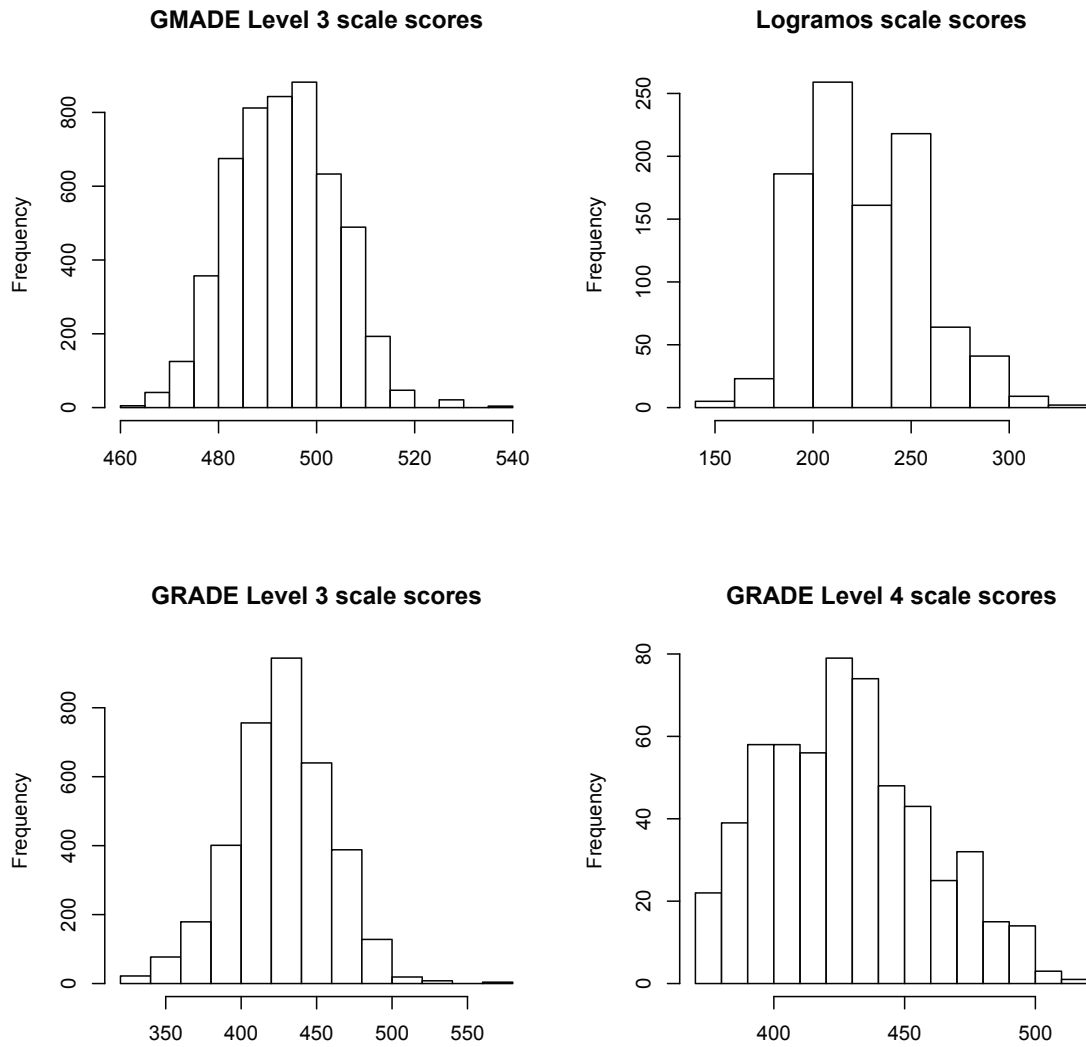 GMADE Level 3 scale scores
Frequency
0 200 400 600 800
460 480 500 520 540
Logramos scale scores
Frequency
0 50 100 150 200 250
150 200 250 300
GRADE Level 3 scale scores
Frequency
0 200 400 600 800
350 400 450 500 550
GRADE Level 4 scale scores
Frequency
0 20 40 60 80
400 450 500